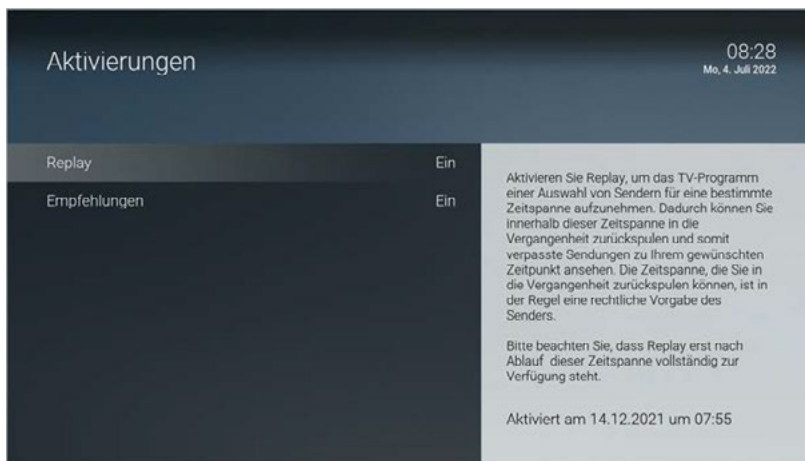 Aktivierungen
08:28
Mo, 4. Juli 2022
Replay Ein
Empfehlungen Ein
Aktivieren Sie Replay, um das TV-Programm
einer Auswahl von Sendern für eine bestimmte
Zeitspanne aufzunehmen. Dadurch können Sie
innerhalb dieser Zeitspanne in die
Vergangenheit zurückspulen und somit
verpasste Sendungen zu Ihrem gewünschten
Zeitpunkt ansehen. Die Zeitspanne, die Sie in
die Vergangenheit zurückspulen können, ist in
der Regel eine rechtliche Vorgabe des
Senders.
Bitte beachten Sie, dass Replay erst nach
Ablauf dieser Zeitspanne vollständig zur
Verfügung steht.
Aktiviert am 14.12.2021 um 07:55